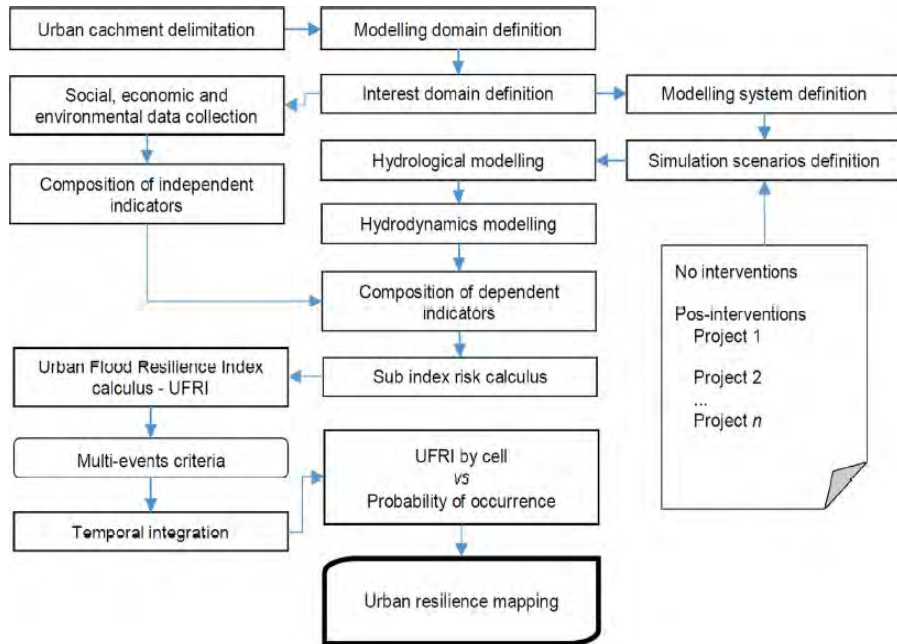 Urban cachment delimitation
Modelling domain definition
Social, economic and
environmental data collection
Interest domain definition
Modelling system definition
Composition of independent
indicators
Hydrological modelling
Simulation scenarios definition
Hydrodynamics modelling
Composition of dependent
indicators
No interventions
Pos-interventions
Project 1
Project 2
...
Project n
Urban Flood Resilience Index
calculus - UFRI
Sub index risk calculus
Multi-events criteria
UFRI by cell
vs
Probability of occurrence
Temporal integration
Urban resilience mapping